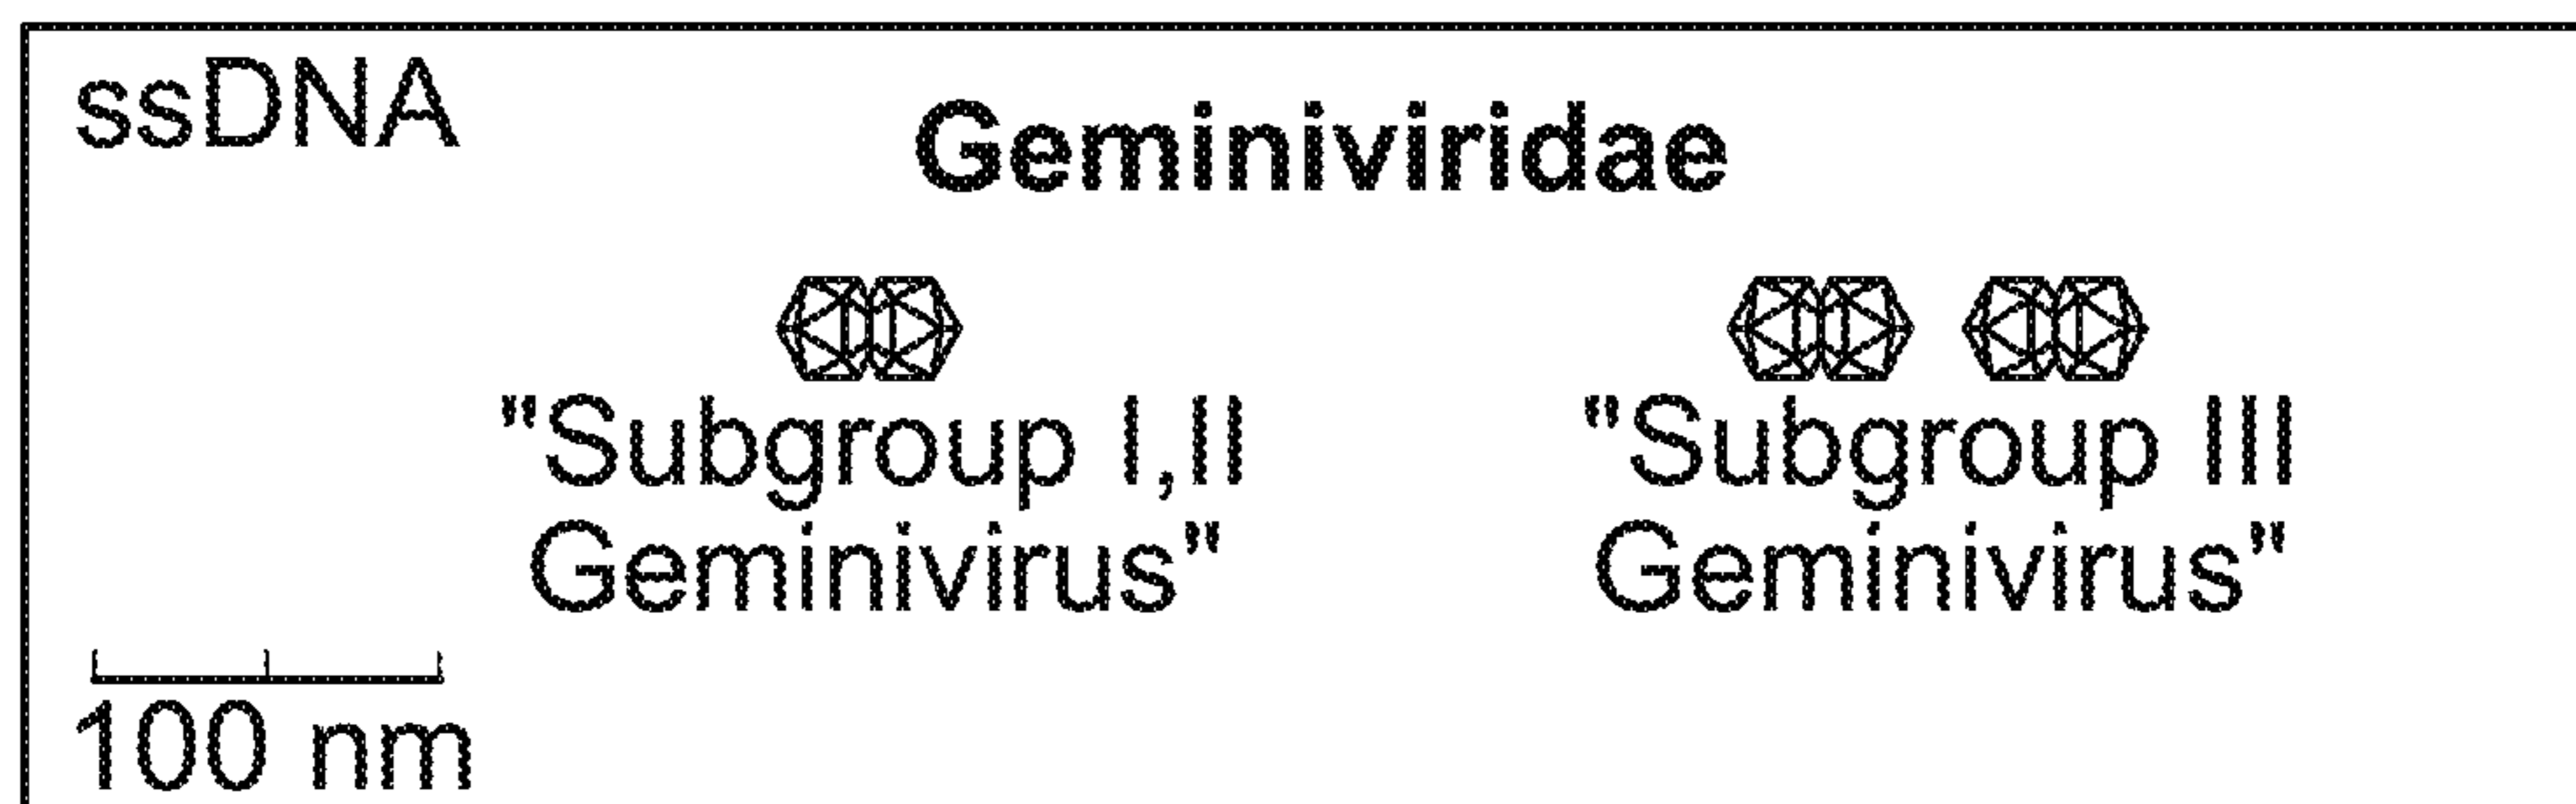 ssDNA
Geminiviridae
"Subgroup I,II
Geminivirus"
"Subgroup III
Geminivirus"
100 nm